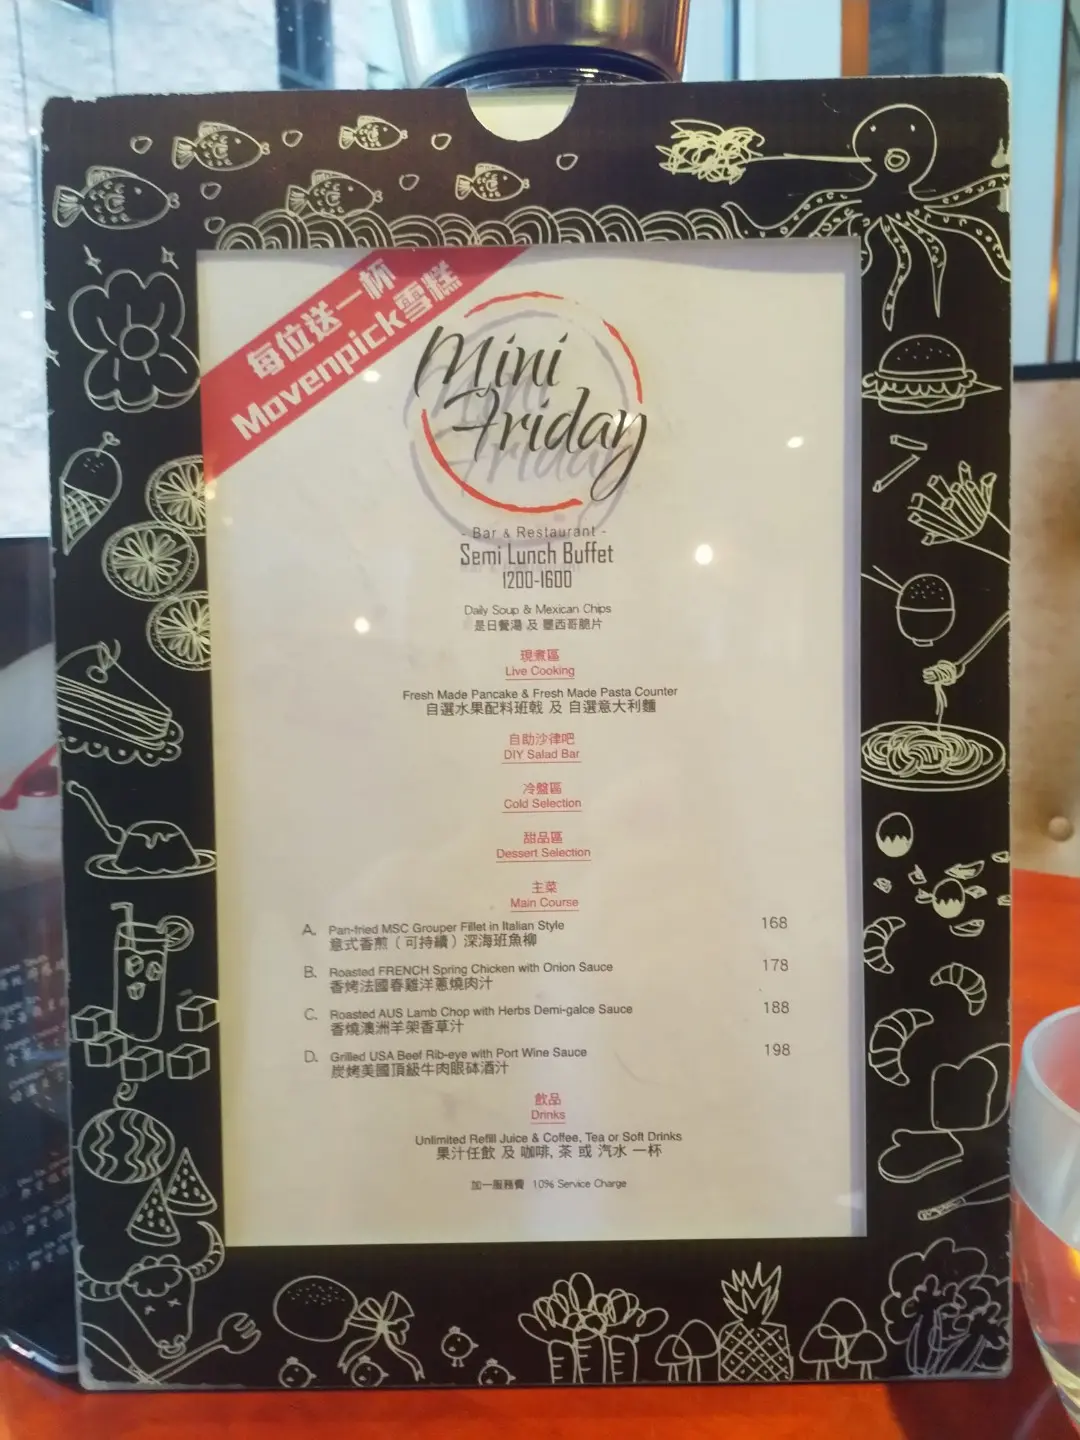 每位送一杯
Movenpick雪糕
Mini
Friday
- Bar & Restaurant -
Semi Lunch Buffet
1200-1600
Daily Soup & Mexican Chips
是日餐湯 及 墨西哥脆片
現煮區
Live Cooking
Fresh Made Pancake & Fresh Made Pasta Counter
自選水果配料班戟 及 自選意大利麵
自助沙律吧
DIY Salad Bar
冷盤區
Cold Selection
甜品區
Dessert Selection
主菜
Main Course
A. Pan-fried MSC Grouper Fillet in Italian Style 168
意式香煎（可持續）深海班魚柳
B. Roasted FRENCH Spring Chicken with Onion Sauce 178
香烤法國春雞洋蔥燒肉汁
C. Roasted AUS Lamb Chop with Herbs Demi-galce Sauce 188
香燒澳洲羊架香草汁
D. Grilled USA Beef Rib-eye with Port Wine Sauce 198
炭烤美國頂級牛肉眼砵酒汁
飲品
Drinks
Unlimited Refill Juice & Coffee, Tea or Soft Drinks
果汁任飲 及 咖啡, 茶 或 汽水 一杯
加一服務費 10% Service Charge